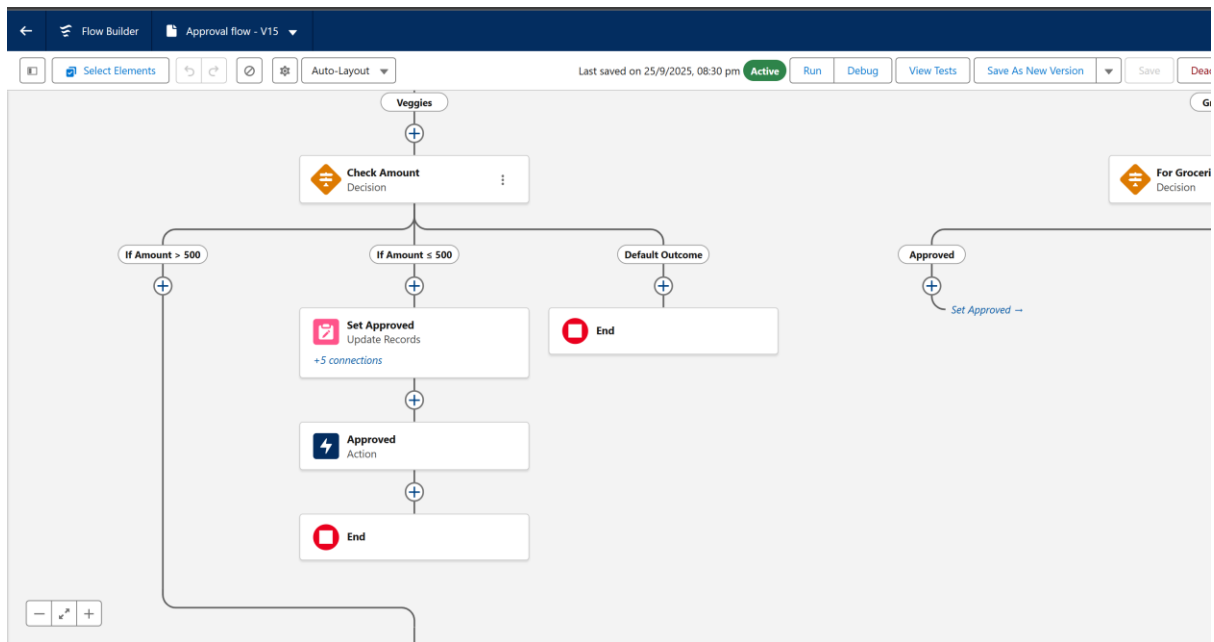 Flow Builder
Approval flow - V15
Select Elements
Auto-Layout
Last saved on 25/9/2025, 08:30 pm
Active
Run
Debug
View Tests
Save As New Version
Save
Veggies
Check Amount
Decision
For Groceri
Decision
If Amount > 500
If Amount ≤ 500
Default Outcome
Approved
Set Approved
Update Records
+5 connections
End
Set Approved →
Approved
Action
End